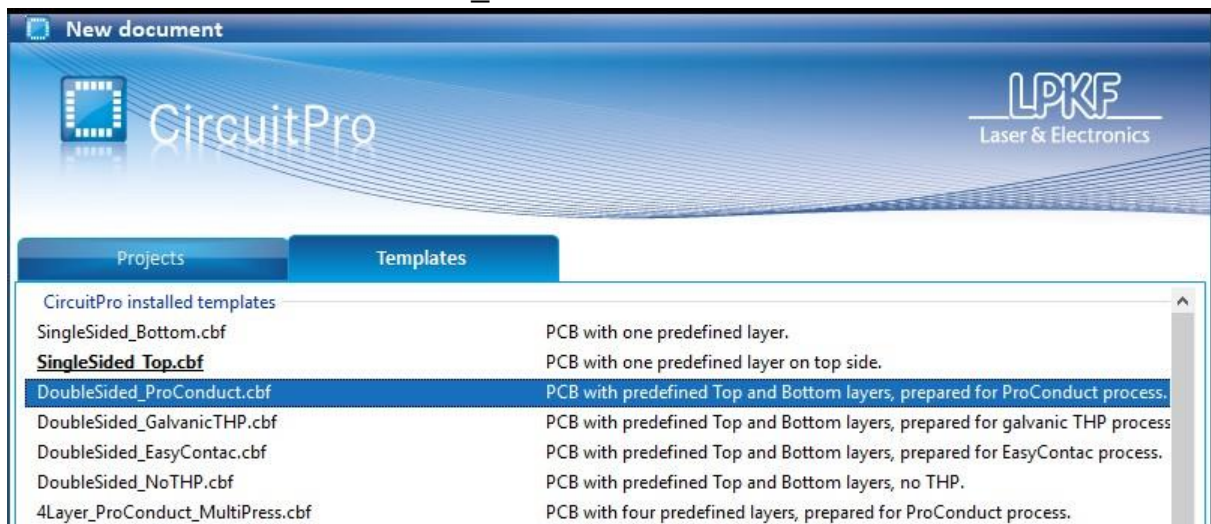 New document
CircuitPro
LPKF
Laser & Electronics
Projects Templates
CircuitPro installed templates
SingleSided_Bottom.cbf PCB with one predefined layer.
SingleSided_Top.cbf PCB with one predefined layer on top side.
DoubleSided_ProConduct.cbf PCB with predefined Top and Bottom layers, prepared for ProConduct process.
DoubleSided_GalvanicTHP.cbf PCB with predefined Top and Bottom layers, prepared for galvanic THP process
DoubleSided_EasyContac.cbf PCB with predefined Top and Bottom layers, prepared for EasyContac process.
DoubleSided_NoTHP.cbf PCB with predefined Top and Bottom layers, no THP.
4Layer_ProConduct_MultiPress.cbf PCB with four predefined layers, prepared for ProConduct process.